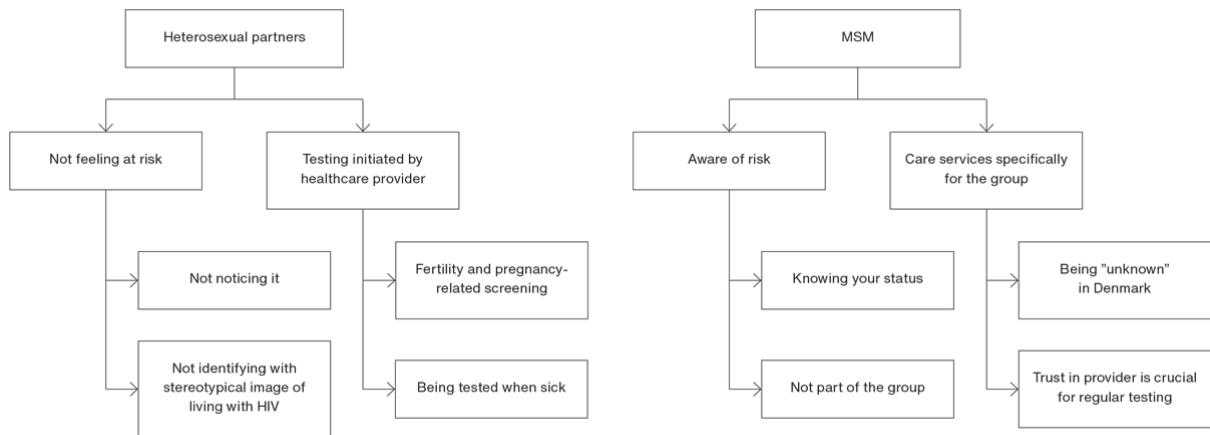 Heterosexual partners
Not feeling at risk
Testing initiated by
healthcare provider
Not noticing it
Fertility and pregnancy-
related screening
Not identifying with
stereotypical image of
living with HIV
Being tested when sick
MSM
Aware of risk
Care services specifically
for the group
Knowing your status
Being ”unknown”
in Denmark
Not part of the group
Trust in provider is crucial
for regular testing